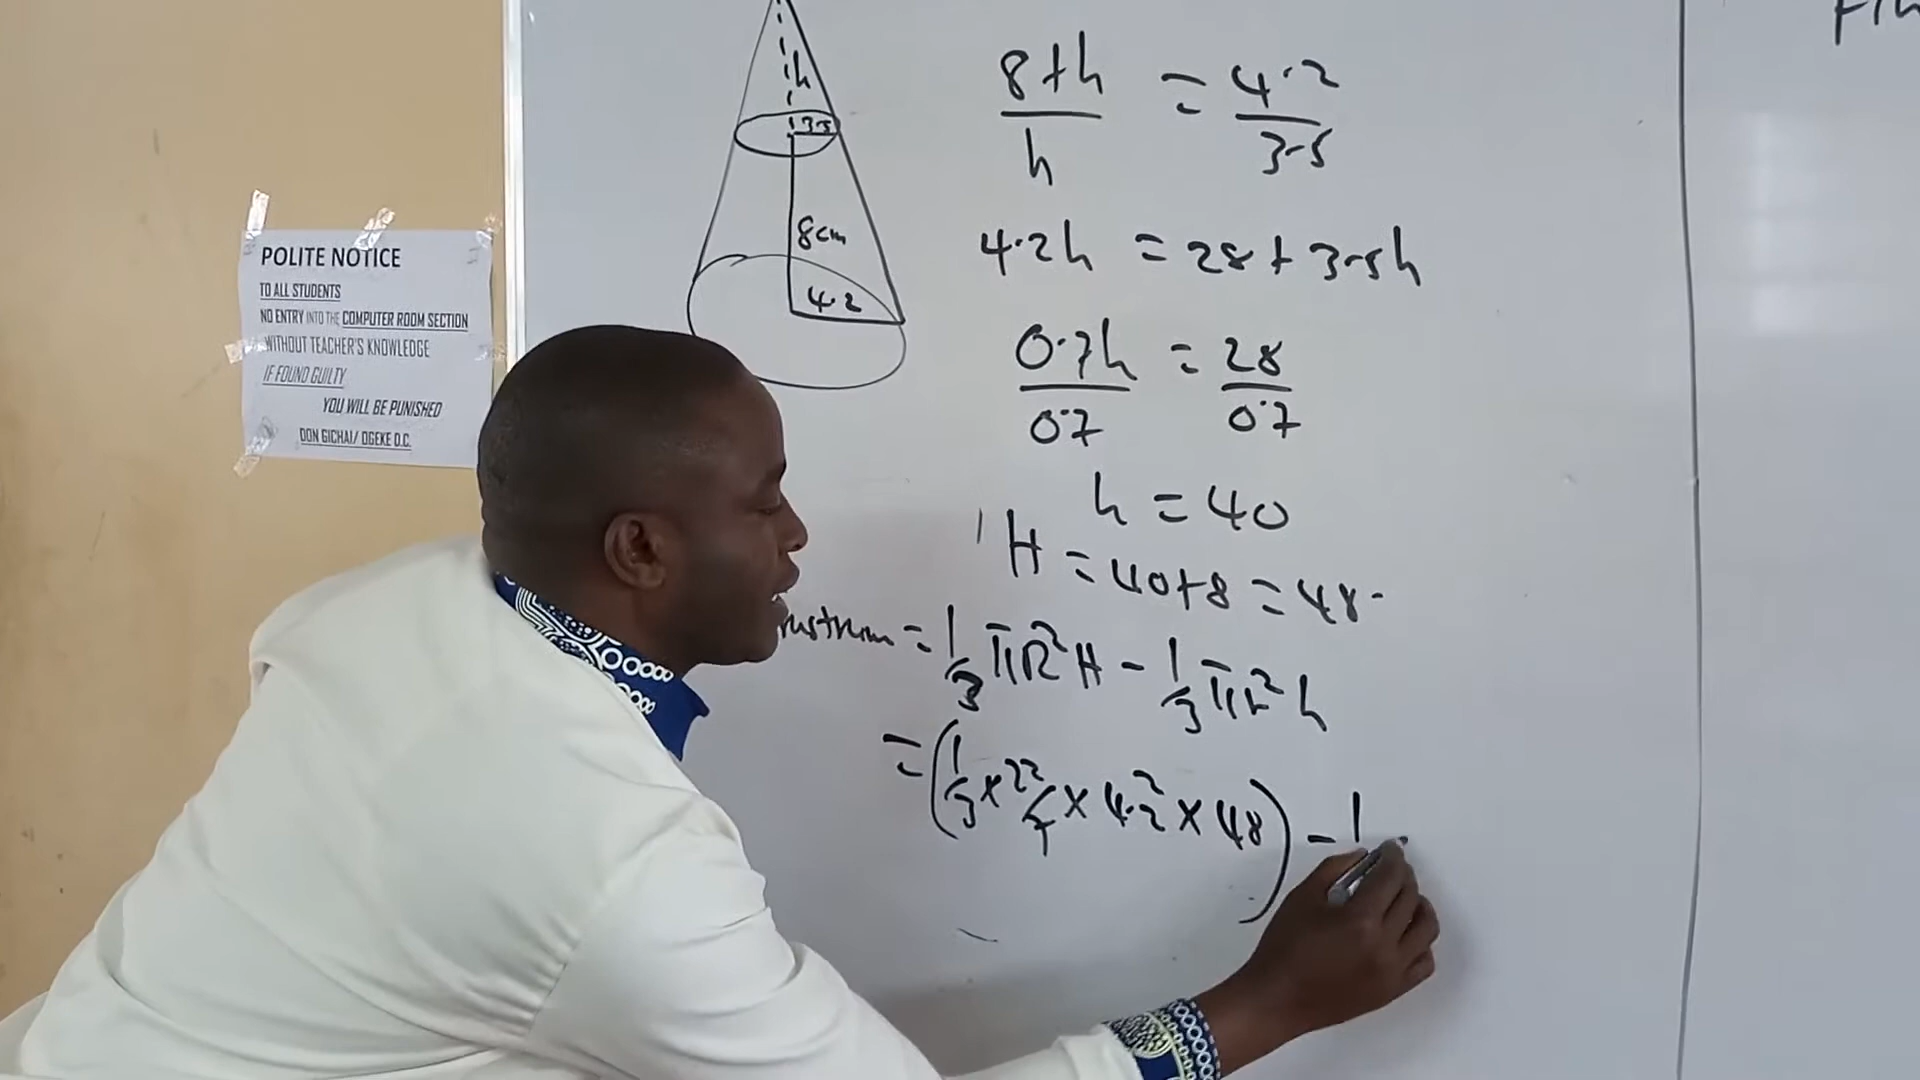 POLITE NOTICE
TO ALL STUDENTS
NO ENTRY INTO THE COMPUTER ROOM SECTION
WITHOUT TEACHER'S KNOWLEDGE
IF FOUND GUILTY
YOU WILL BE PUNISHED
DON GICHAI/ OGEKE D.C.
h
3.5
8cm
4.2
8+h/h = 4.2/3.5
4.2h = 28 + 3.5h
0.7h/0.7 = 28/0.7
h = 40
H = 40+8 = 48
= 1/3 πR²H - 1/3 πr²h
= (1/3 × 22/7 × 4.2² × 48) - 1